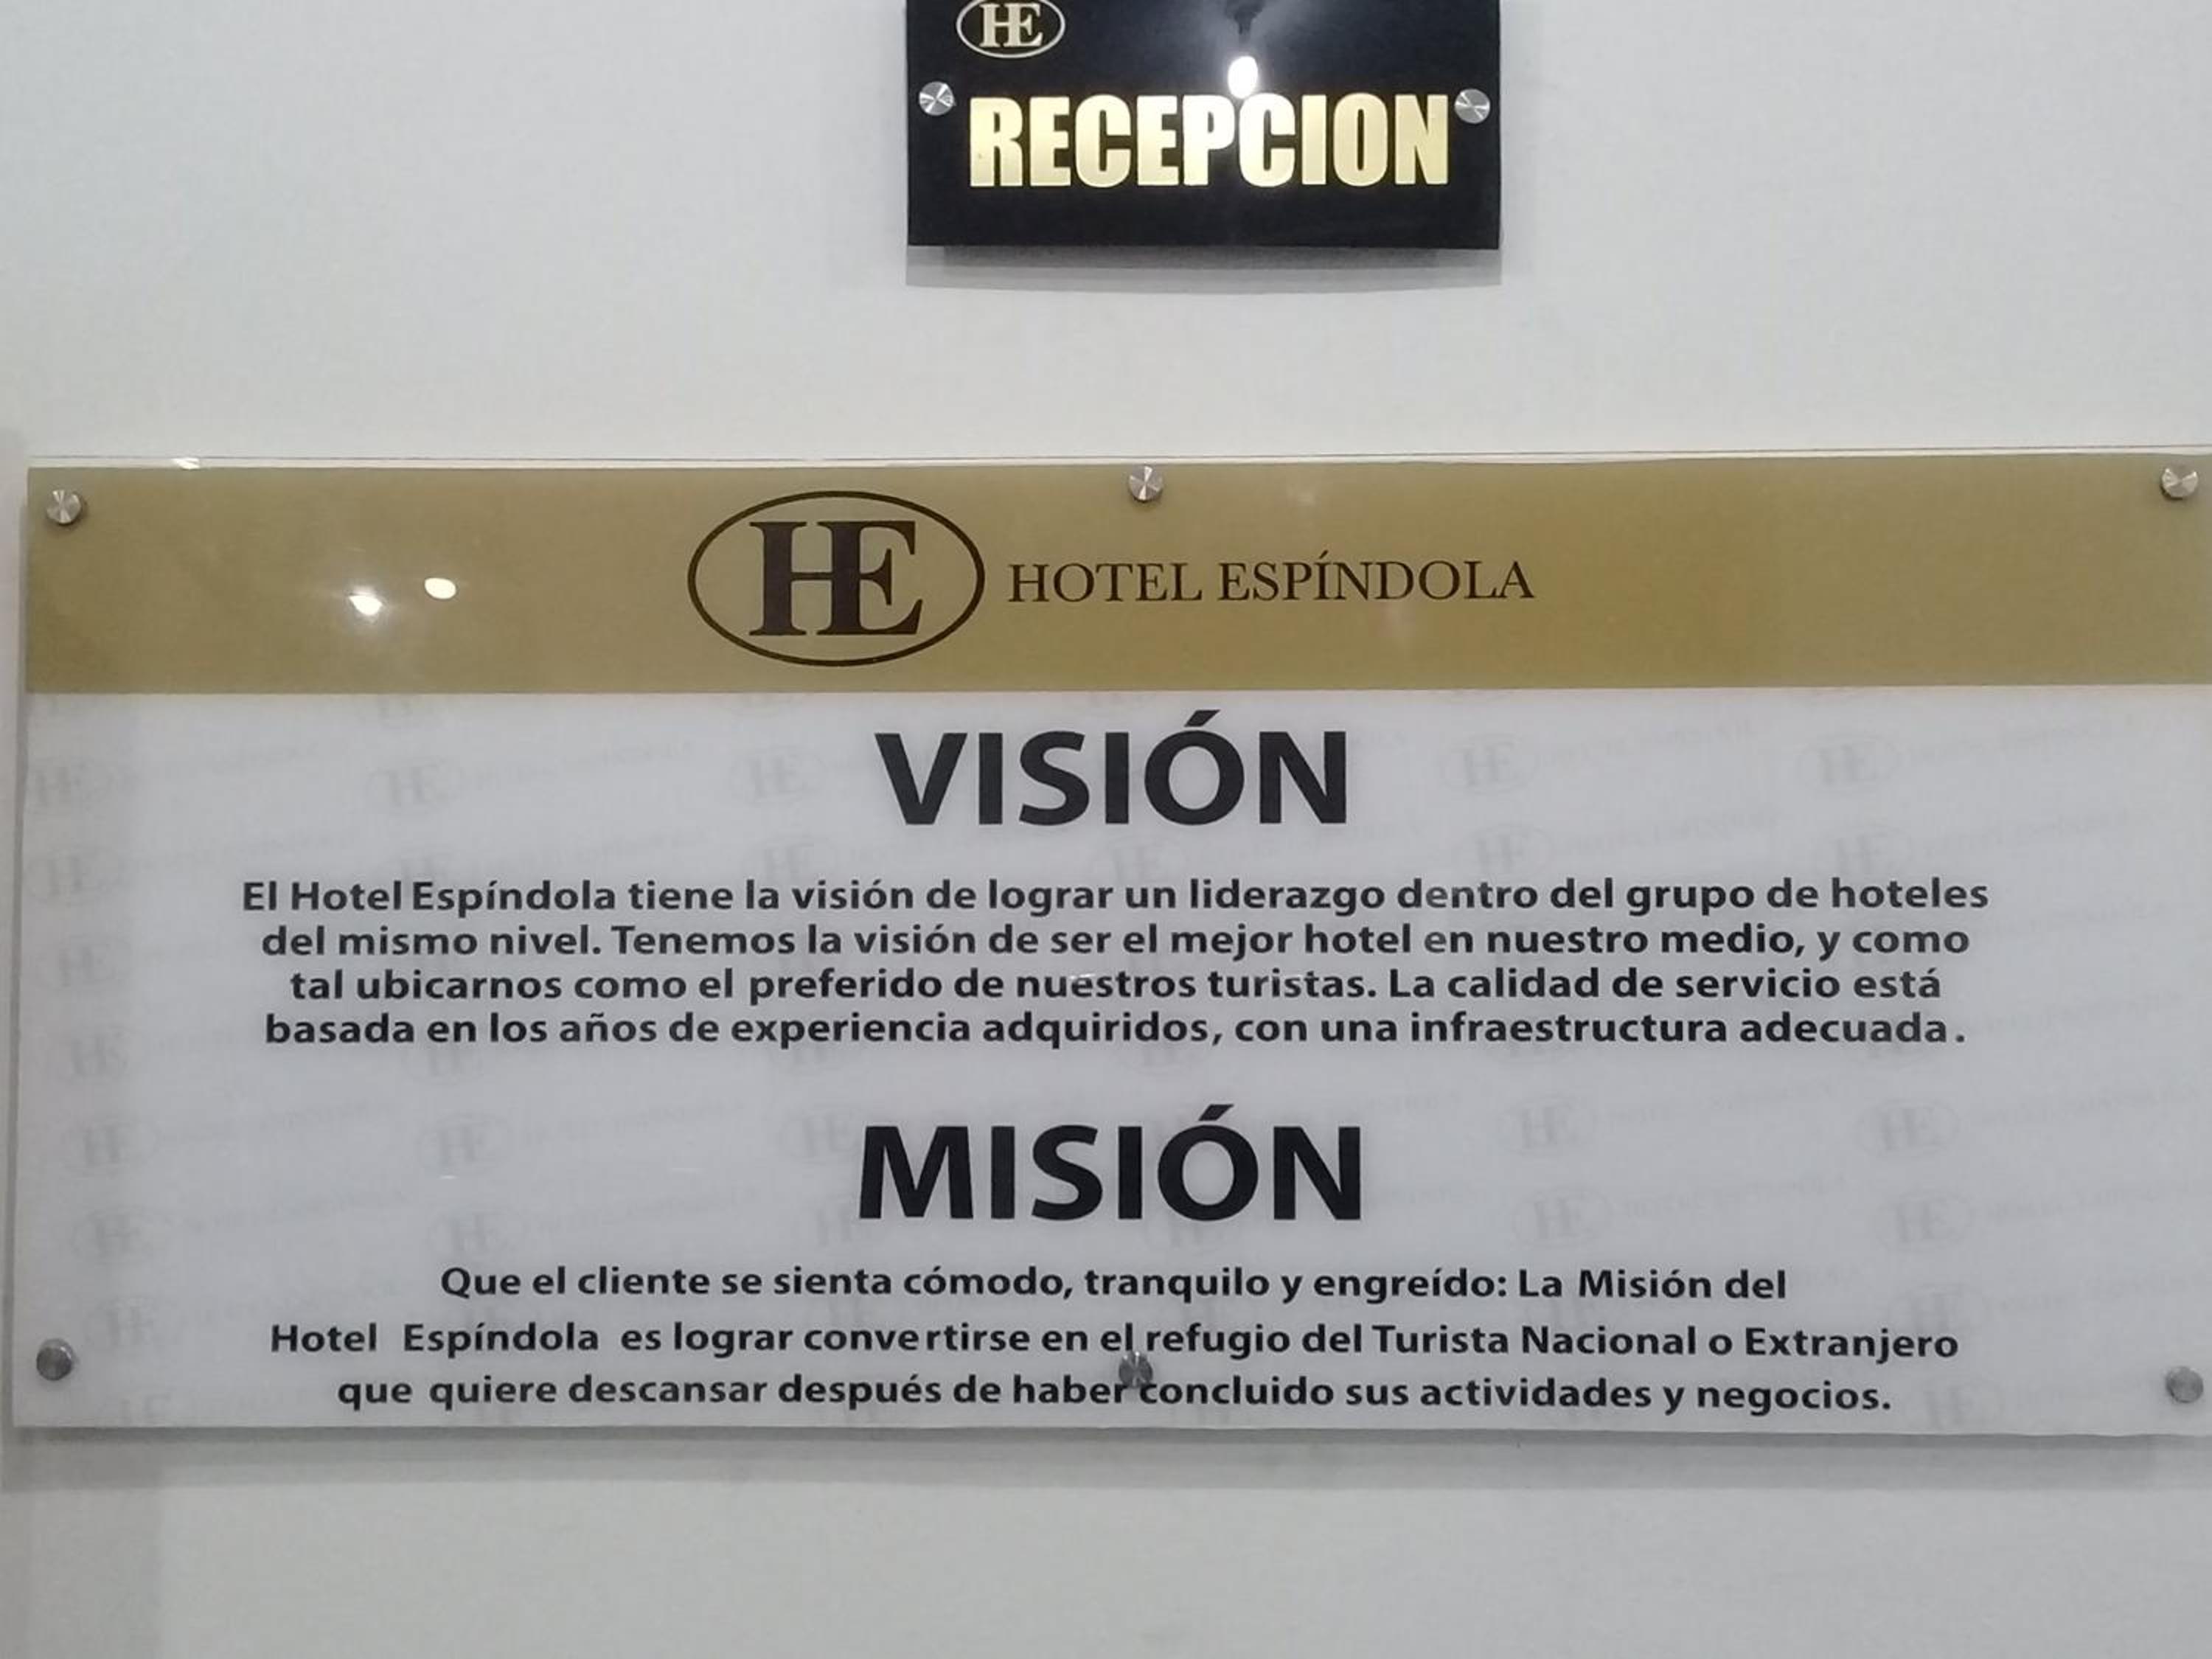 HE
RECEPCION
HE HOTEL ESPÍNDOLA
VISIÓN
El Hotel Espíndola tiene la visión de lograr un liderazgo dentro del grupo de hoteles
del mismo nivel. Tenemos la visión de ser el mejor hotel en nuestro medio, y como
tal ubicarnos como el preferido de nuestros turistas. La calidad de servicio está
basada en los años de experiencia adquiridos, con una infraestructura adecuada.
MISIÓN
Que el cliente se sienta cómodo, tranquilo y engreído: La Misión del
Hotel Espíndola es lograr convertirse en el refugio del Turista Nacional o Extranjero
que quiere descansar después de haber concluido sus actividades y negocios.